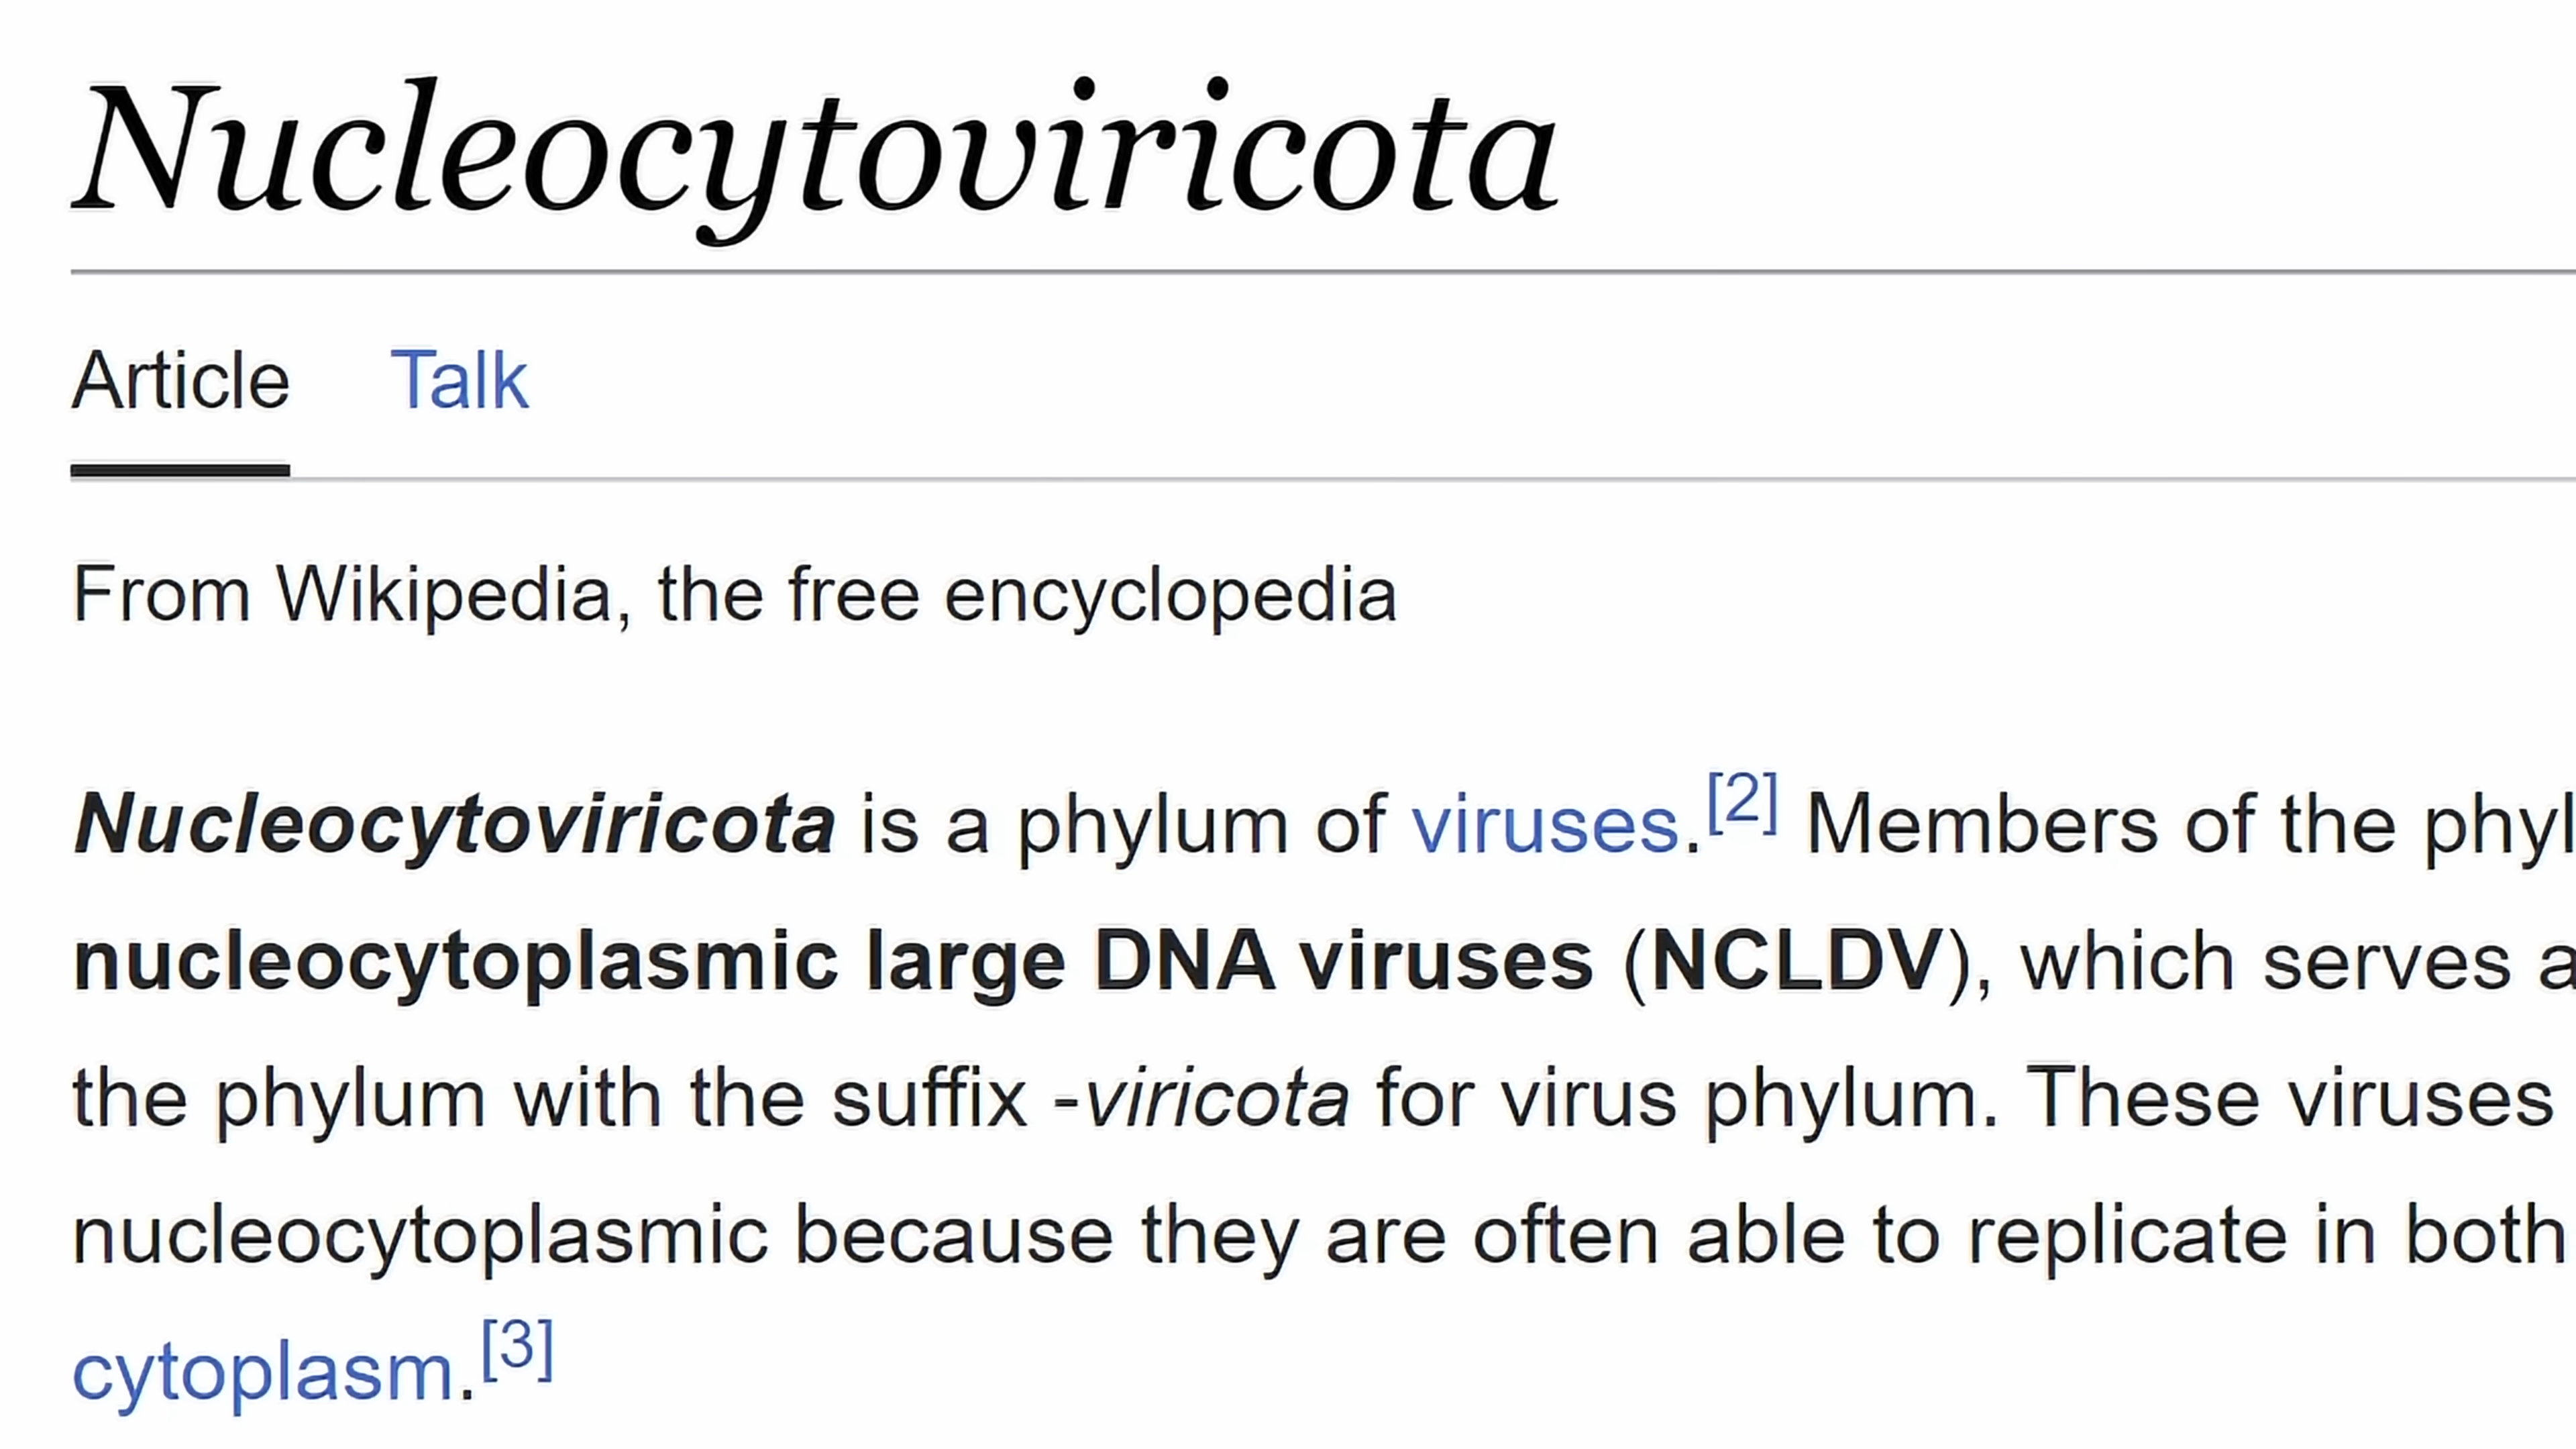 Nucleocytoviricota
Article Talk
From Wikipedia, the free encyclopedia
Nucleocytoviricota is a phylum of viruses.[2] Members of the phyl
nucleocytoplasmic large DNA viruses (NCLDV), which serves a
the phylum with the suffix -viricota for virus phylum. These viruses
nucleocytoplasmic because they are often able to replicate in both
cytoplasm.[3]